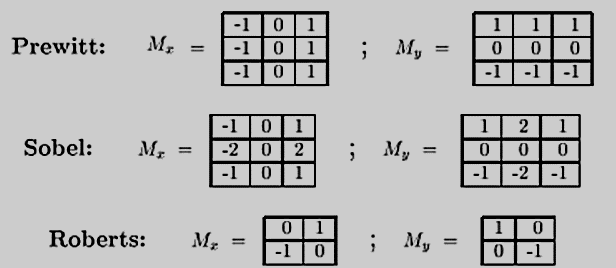 -1 0 1 1 1 1
Prewitt: Mx = -1 0 1 ; My = 0 0 0
-1 0 1 -1 -1 -1
-1 0 1 1 2 1
Sobel: Mx = -2 0 2 ; My = 0 0 0
-1 0 1 -1 -2 -1
0 1 1 0
Roberts: Mx = -1 0 ; My = 0 -1